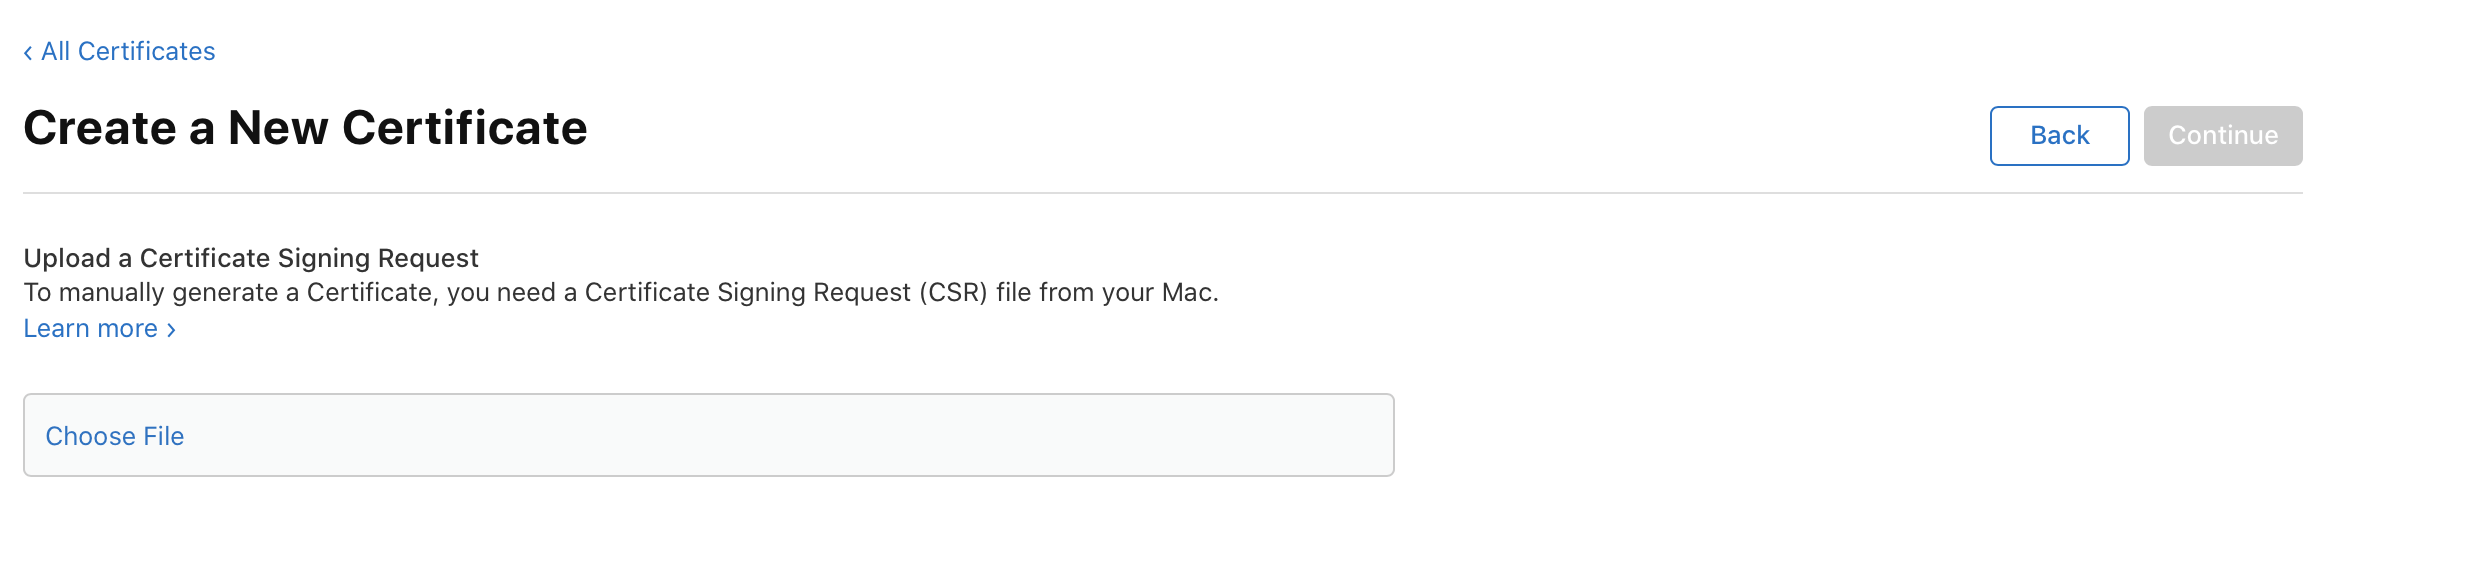 ‹ All Certificates
Create a New Certificate
Back
Continue
Upload a Certificate Signing Request
To manually generate a Certificate, you need a Certificate Signing Request (CSR) file from your Mac.
Learn more ›
Choose File